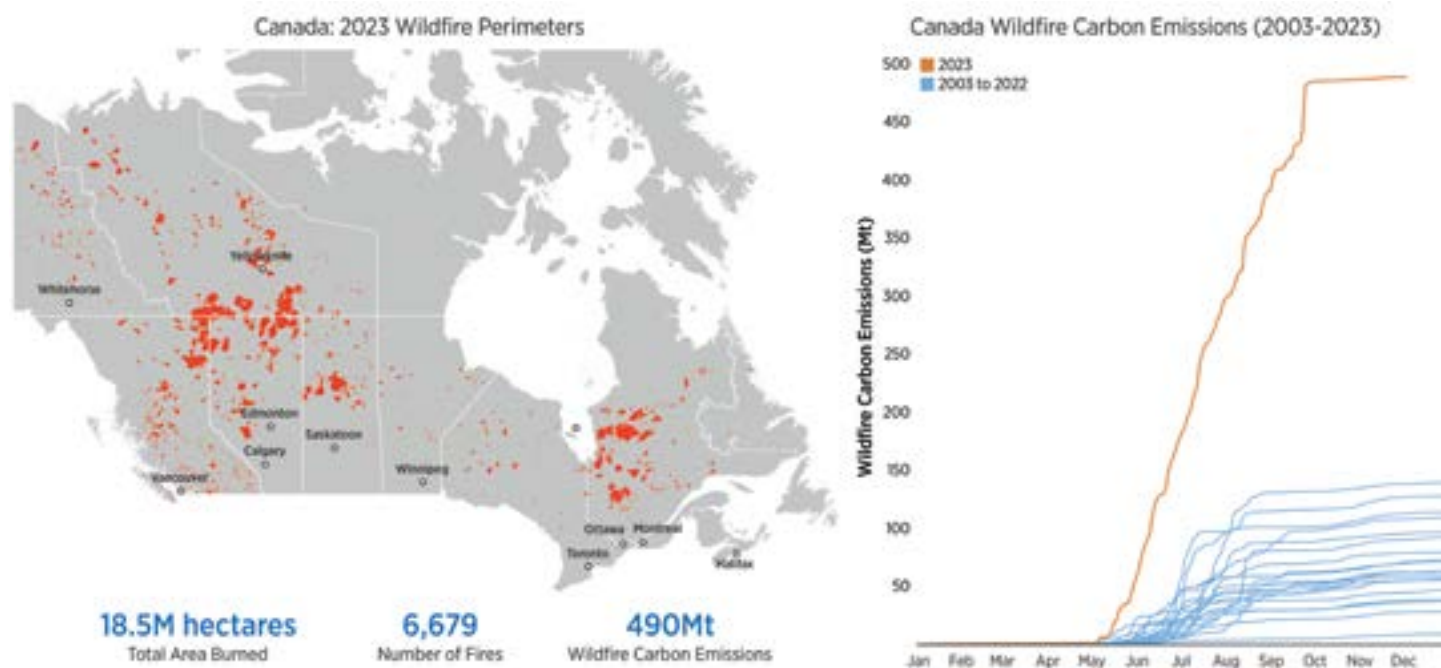 Canada: 2023 Wildfire Perimeters
Yellowknife
Whitehorse
Edmonton
Saskatoon
Calgary
Winnipeg
Vancouver
Ottawa Montreal
Toronto
Halifax
18.5M hectares
Total Area Burned
6,679
Number of Fires
490Mt
Wildfire Carbon Emissions
Canada Wildfire Carbon Emissions (2003-2023)
2023
2003 to 2022
Wildfire Carbon Emissions (Mt)
500
450
400
350
300
250
200
150
100
50
Jan Feb Mar Apr May Jun Jul Aug Sep Oct Nov Dec